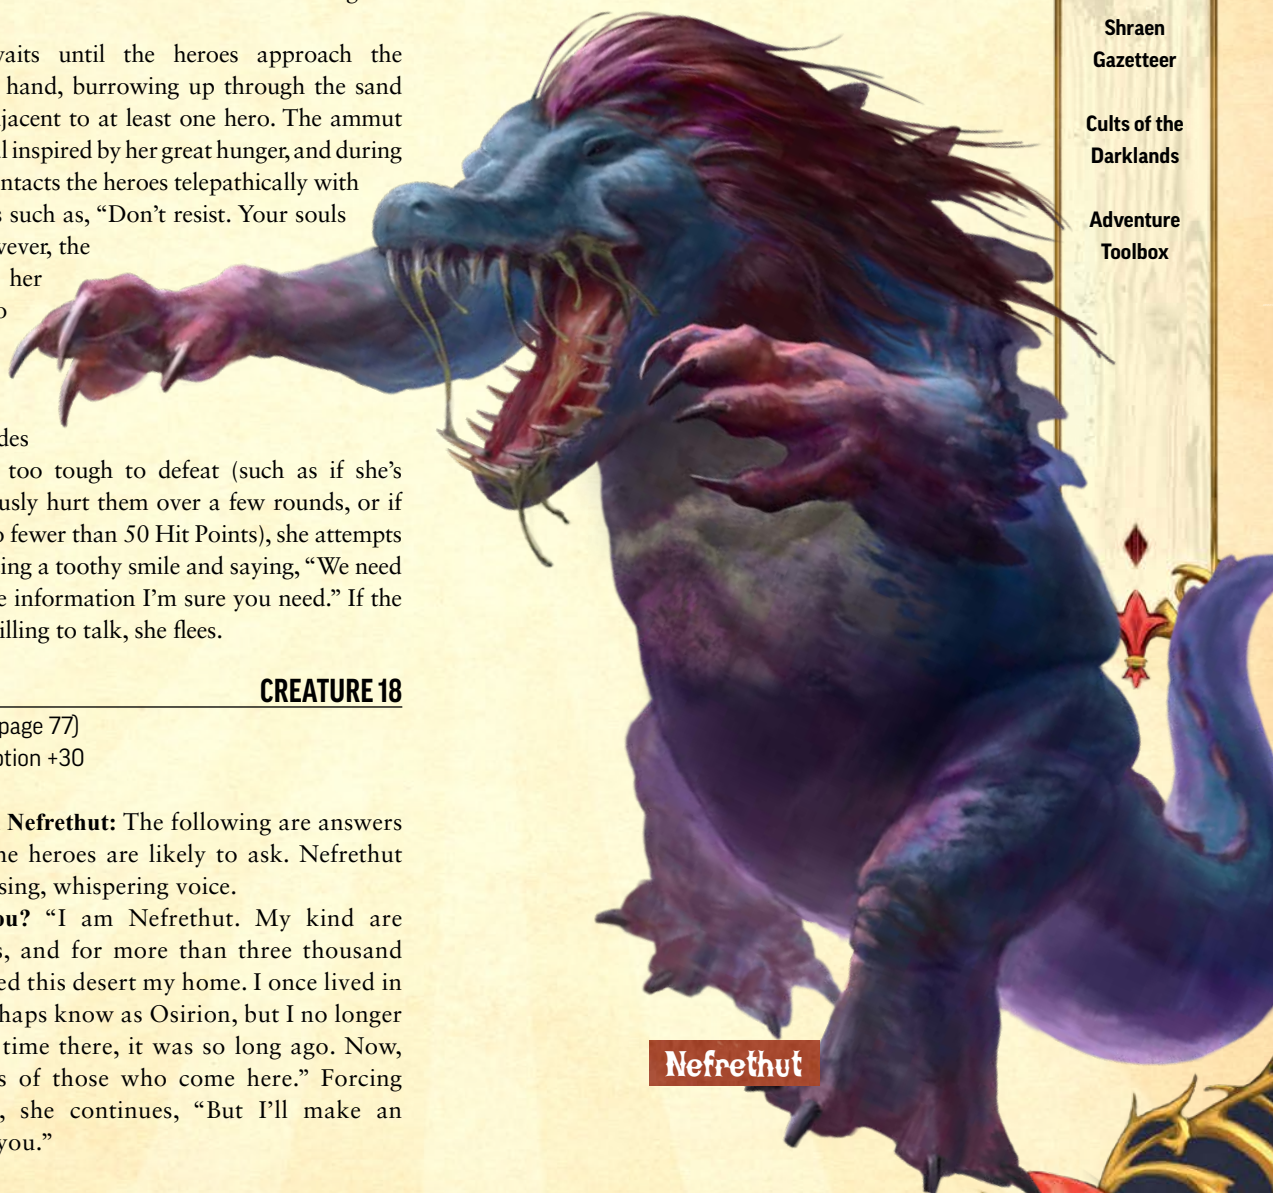 waits until the heroes approach the
hand, burrowing up through the sand
jacent to at least one hero. The ammut
l inspired by her great hunger, and during
ntacts the heroes telepathically with
s such as, “Don’t resist. Your souls
wever, the
her
o
des
too tough to defeat (such as if she’s
usly hurt them over a few rounds, or if
o fewer than 50 Hit Points), she attempts
ing a toothy smile and saying, “We need
e information I’m sure you need.” If the
illing to talk, she flees.
CREATURE 18
page 77)
ption +30
Nefrethut: The following are answers
he heroes are likely to ask. Nefrethut
sing, whispering voice.
ou? “I am Nefrethut. My kind are
s, and for more than three thousand
ed this desert my home. I once lived in
haps know as Osirion, but I no longer
time there, it was so long ago. Now,
s of those who come here.” Forcing
, she continues, “But I’ll make an
you.”
Nefrethut
Shraen
Gazetteer
Cults of the
Darklands
Adventure
Toolbox